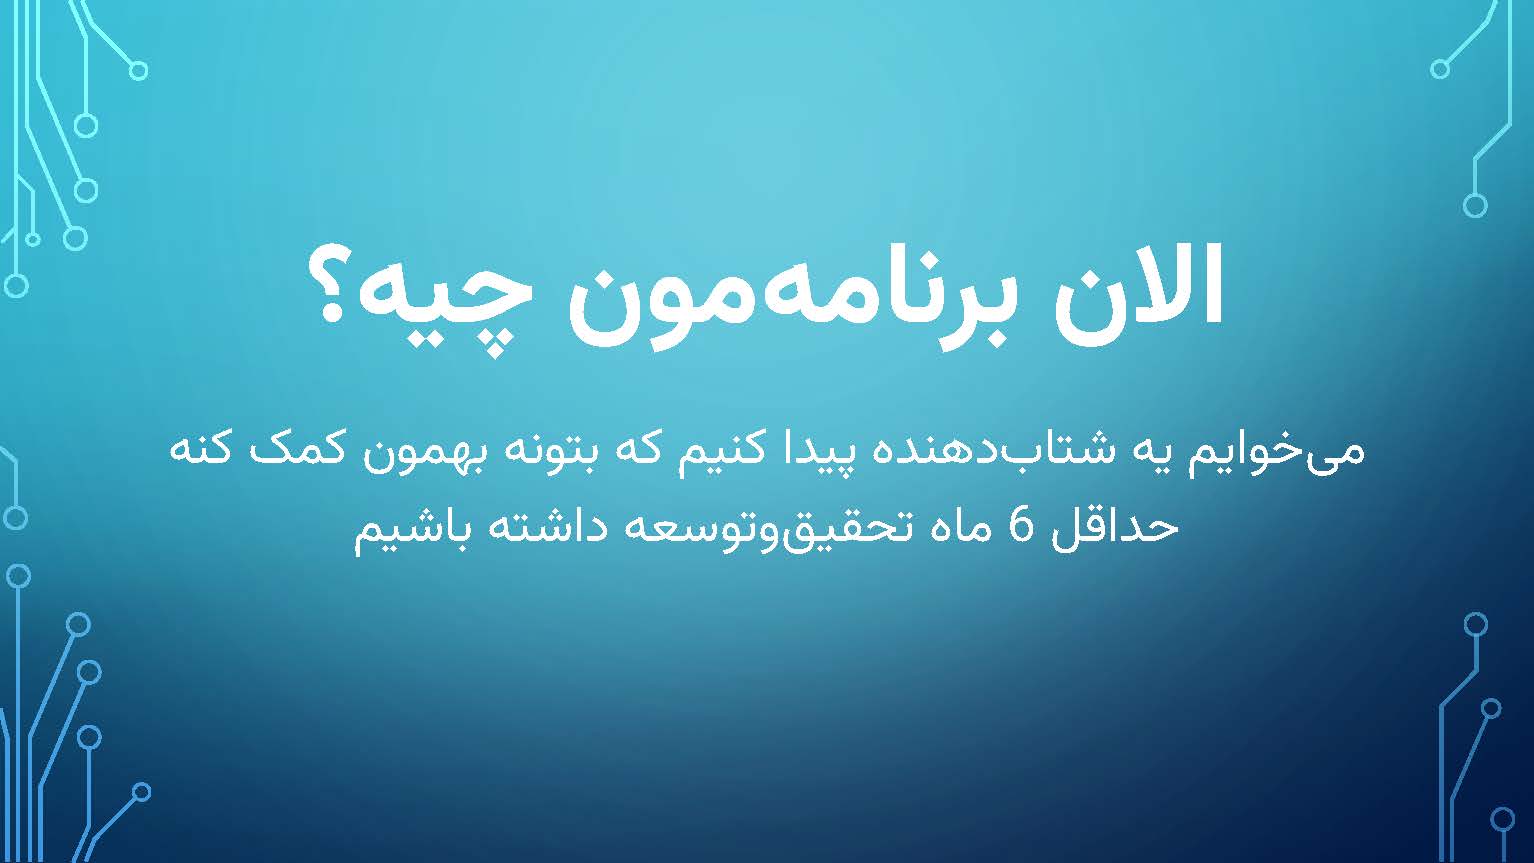 الان برنامه‌مون چیه؟
می‌خوایم یه شتاب‌دهنده پیدا کنیم که بتونه بهمون کمک کنه
حداقل 6 ماه تحقیق‌وتوسعه داشته باشیم